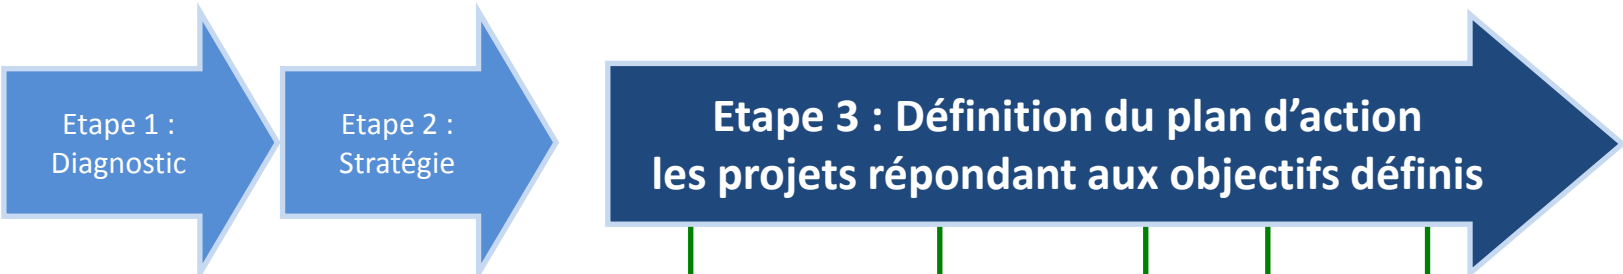 Etape 1 :
Diagnostic
Etape 2 :
Stratégie
Etape 3 : Définition du plan d’action
les projets répondant aux objectifs définis